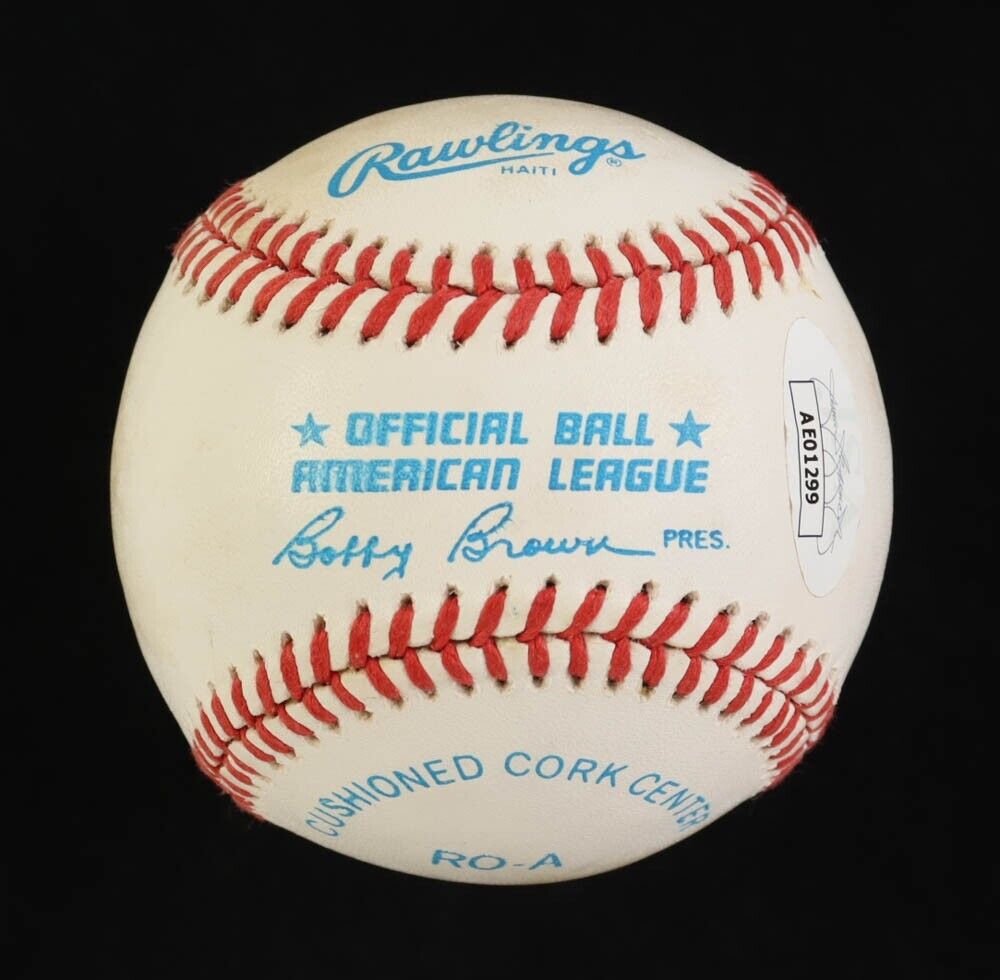 Rawlings®
HAITI
★ OFFICIAL BALL ★
AMERICAN LEAGUE
Bobby Brown PRES.
AE01299
CUSHIONED CORK CENTER
RO-A